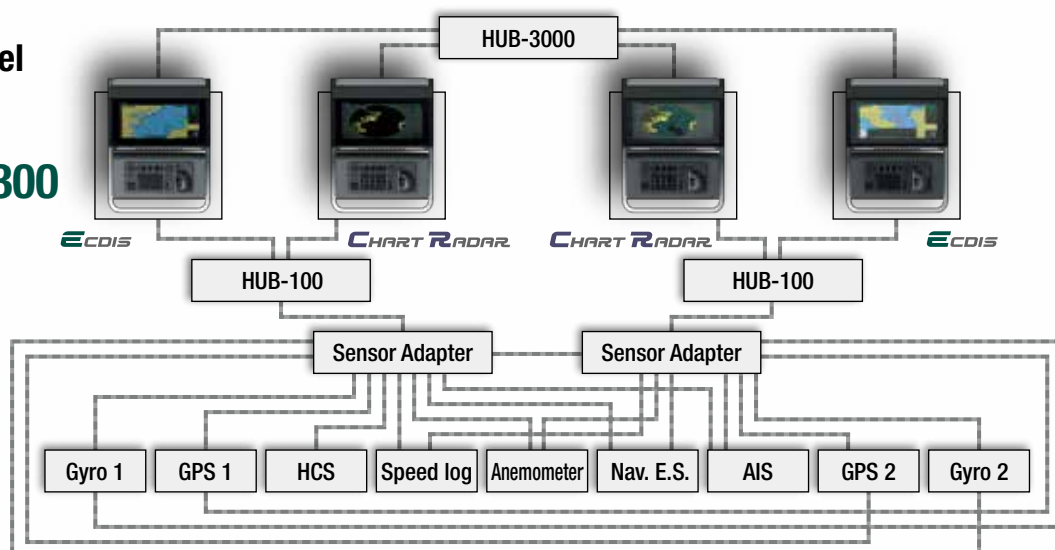 HUB-3000
el
300
ECDIS
CHART RADAR
CHART RADAR
ECDIS
HUB-100
HUB-100
Sensor Adapter
Sensor Adapter
Gyro 1
GPS 1
HCS
Speed log
Anemometer
Nav. E.S.
AIS
GPS 2
Gyro 2